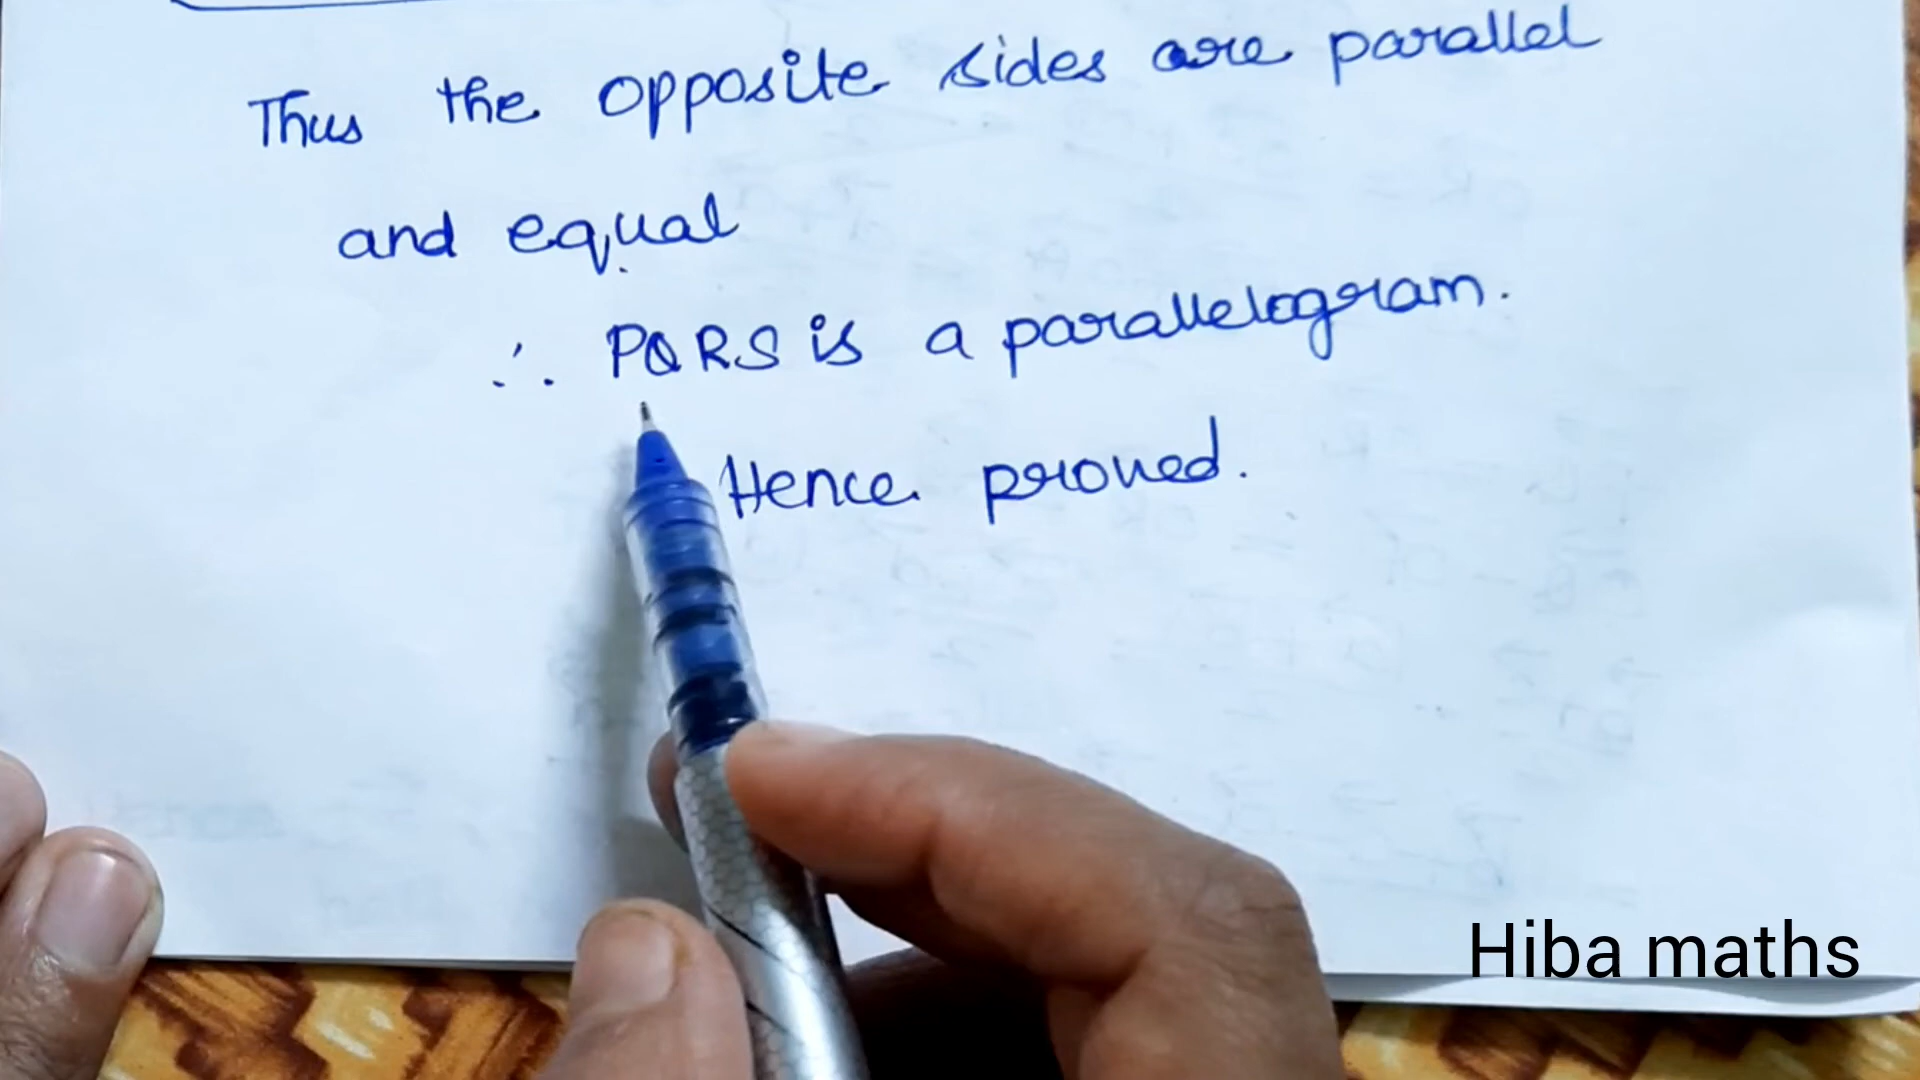 Thus the opposite sides are parallel
and equal
∴ PQRS is a parallelogram.
Hence proved.
Hiba maths